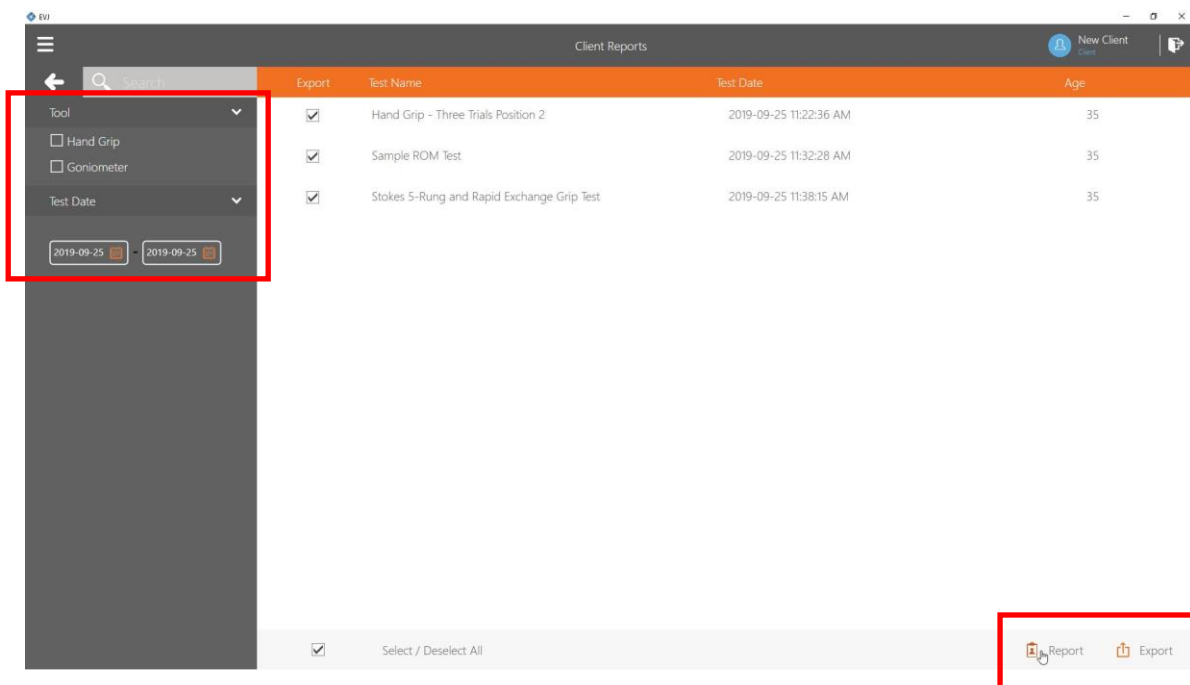 EVJ
Client Reports
New Client
Client
Search
Export Test Name Test Date Age
Tool
Hand Grip
Goniometer
Test Date
2019-09-25 - 2019-09-25
Hand Grip - Three Trials Position 2 2019-09-25 11:22:36 AM 35
Sample ROM Test 2019-09-25 11:32:28 AM 35
Stokes 5-Rung and Rapid Exchange Grip Test 2019-09-25 11:38:15 AM 35
Select / Deselect All
Report Export